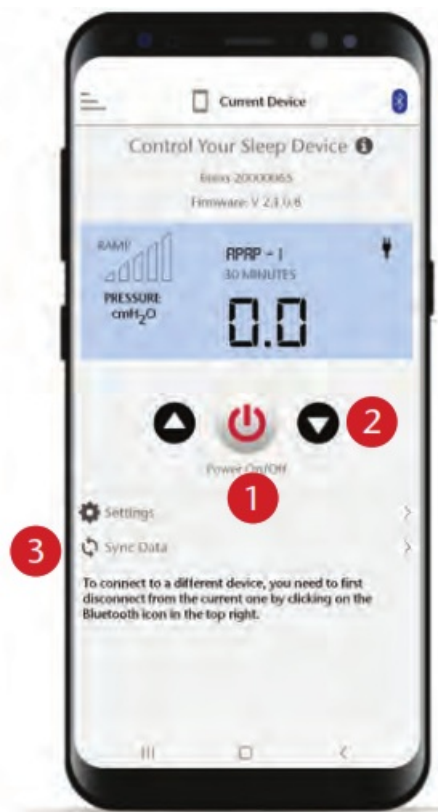 Current Device
Control Your Sleep Device
20000065
Firmware: V 2.1.0.8
RAMP
APAP - 1
30 MINUTES
PRESSURE
cmH2O
0.0
2
Power On/Off
1
Settings
3
Sync Data
To connect to a different device, you need to first
disconnect from the current one by clicking on the
Bluetooth icon in the top right.